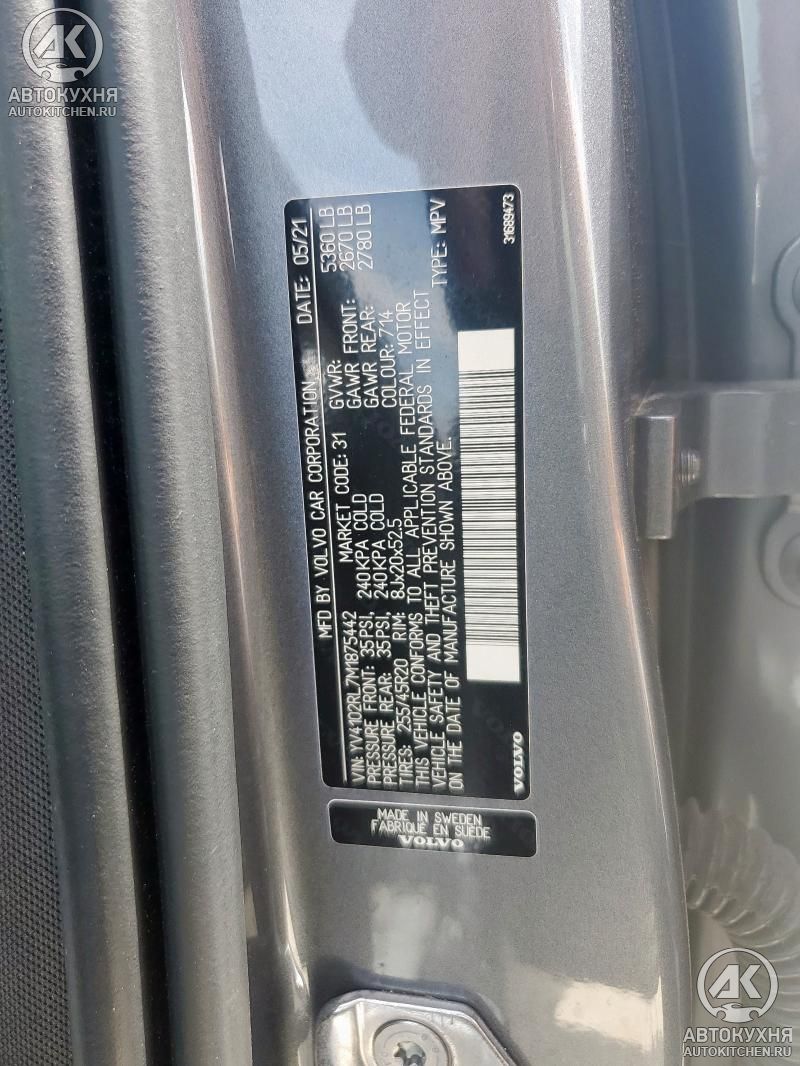 АВТОКУХНЯ
AUTOKITCHEN.RU
MFD BY VOLVO CAR CORPORATION DATE: 05/21
VIN: YV4102RL7M1875442 MARKET CODE: 31 GVWR: 5360 LB
PRESSURE FRONT: 35PSI, 240KPA COLD GAWR FRONT: 2670 LB
PRESSURE REAR: 35PSI, 240KPA COLD GAWR REAR: 2780 LB
TIRES: 255/45R20 RIM: 8Jx20x52.5 COLOUR: 714
THIS VEHICLE CONFORMS TO ALL APPLICABLE FEDERAL MOTOR
VEHICLE SAFETY AND THEFT PREVENTION STANDARDS IN EFFECT
ON THE DATE OF MANUFACTURE SHOWN ABOVE. TYPE: MPV
VOLVO 31689473
MADE IN SWEDEN
FABRIQUÉ EN SUÈDE
VOLVO
АВТОКУХНЯ
AUTOKITCHEN.RU